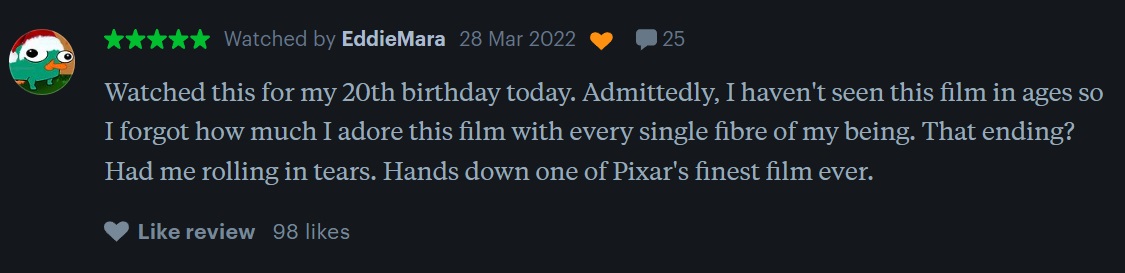 Watched by EddieMara 28 Mar 2022 25
Watched this for my 20th birthday today. Admittedly, I haven't seen this film in ages so
I forgot how much I adore this film with every single fibre of my being. That ending?
Had me rolling in tears. Hands down one of Pixar's finest film ever.
Like review 98 likes